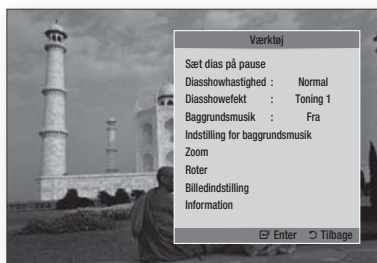 Værktøj
Sæt dias på pause
Diasshowhastighed : Normal
Diasshowefekt : Toning 1
Baggrundsmusik : Fra
Indstilling for baggrundsmusik
Zoom
Roter
Billedindstilling
Information
Enter Tilbage